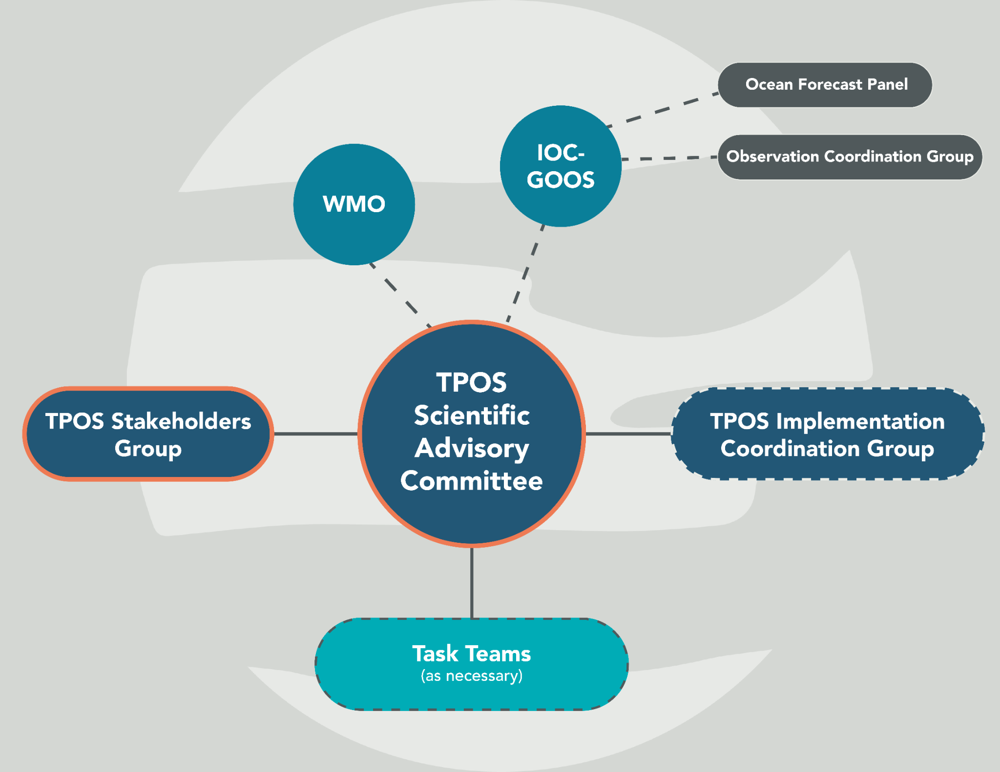 Ocean Forecast Panel
IOC-
GOOS
Observation Coordination Group
WMO
TPOS
Scientific
Advisory
Committee
TPOS Stakeholders
Group
TPOS Implementation
Coordination Group
Task Teams
(as necessary)